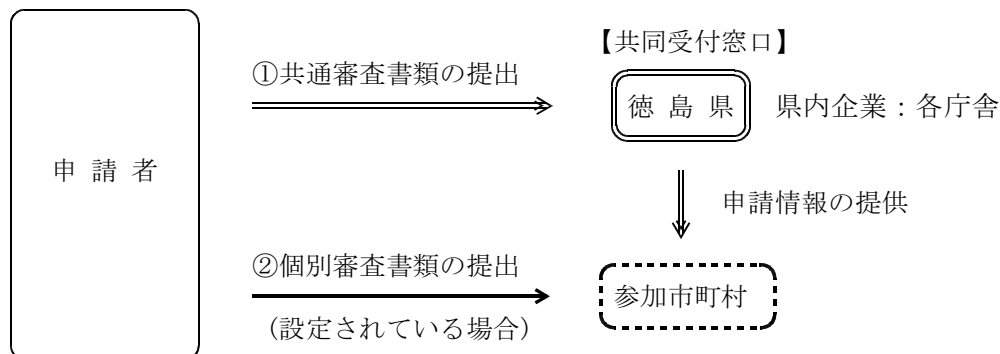 【共同受付窓口】
①共通審査書類の提出
徳 島 県 県内企業:各庁舎
申 請 者
申請情報の提供
②個別審査書類の提出
参加市町村
(設定されている場合)